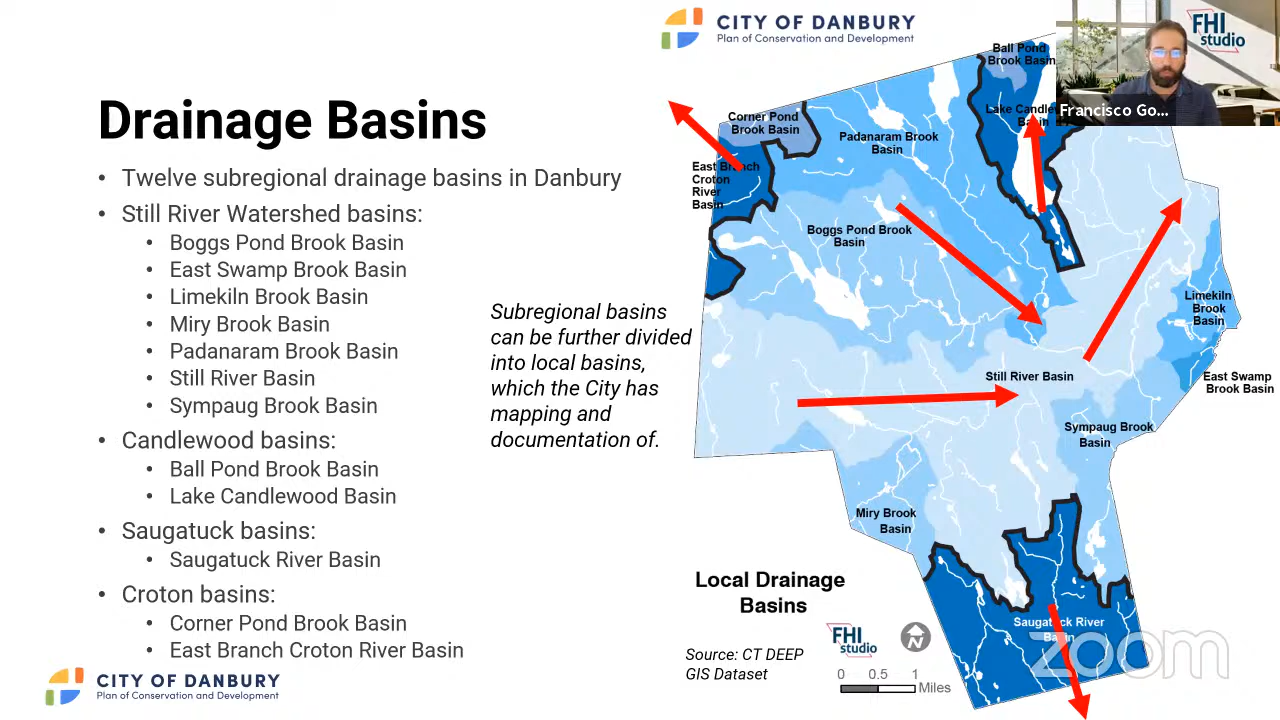 CITY OF DANBURY
Plan of Conservation and Development
FHI
studio
Francisco Go...
Drainage Basins
• Twelve subregional drainage basins in Danbury
• Still River Watershed basins:
• Boggs Pond Brook Basin
• East Swamp Brook Basin
• Limekiln Brook Basin
• Miry Brook Basin
• Padanaram Brook Basin
• Still River Basin
• Sympaug Brook Basin
• Candlewood basins:
• Ball Pond Brook Basin
• Lake Candlewood Basin
• Saugatuck basins:
• Saugatuck River Basin
• Croton basins:
• Corner Pond Brook Basin
• East Branch Croton River Basin
CITY OF DANBURY
Plan of Conservation and Development
Subregional basins
can be further divided
into local basins,
which the City has
mapping and
documentation of.
Ball Pond
Brook Basin
Lake Candlew
Basin
Corner Pond
Brook Basin
Padanaram Brook
Basin
East Branch
Croton
River
Basin
Boggs Pond Brook
Basin
Limekiln
Brook
Basin
Still River Basin
East Swamp
Brook Basin
Sympaug Brook
Basin
Miry Brook
Basin
Saugatuck River
Basin
Local Drainage
Basins
FHI
studio
N
Source: CT DEEP
GIS Dataset
0 0.5 1
Miles
zoom